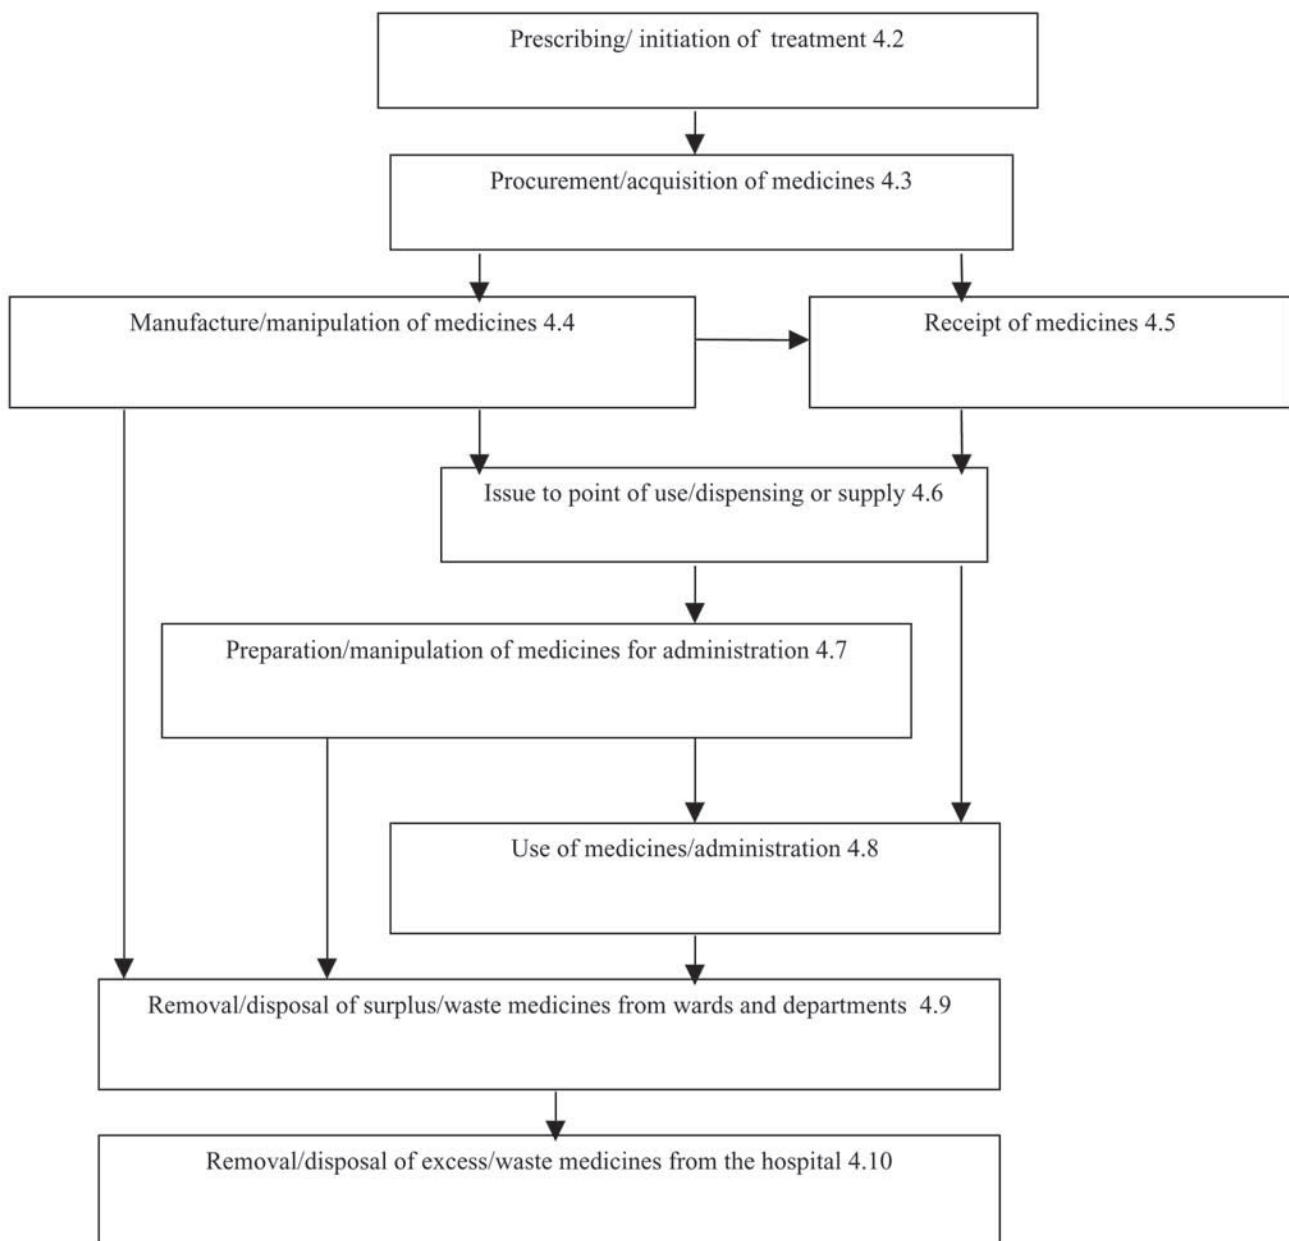 Prescribing/ initiation of  treatment 4.2
Procurement/acquisition of medicines 4.3
Manufacture/manipulation of medicines 4.4
Receipt of medicines 4.5
Issue to point of use/dispensing or supply 4.6
Preparation/manipulation of medicines for administration 4.7
Use of medicines/administration 4.8
Removal/disposal of surplus/waste medicines from wards and departments  4.9
Removal/disposal of excess/waste medicines from the hospital 4.10